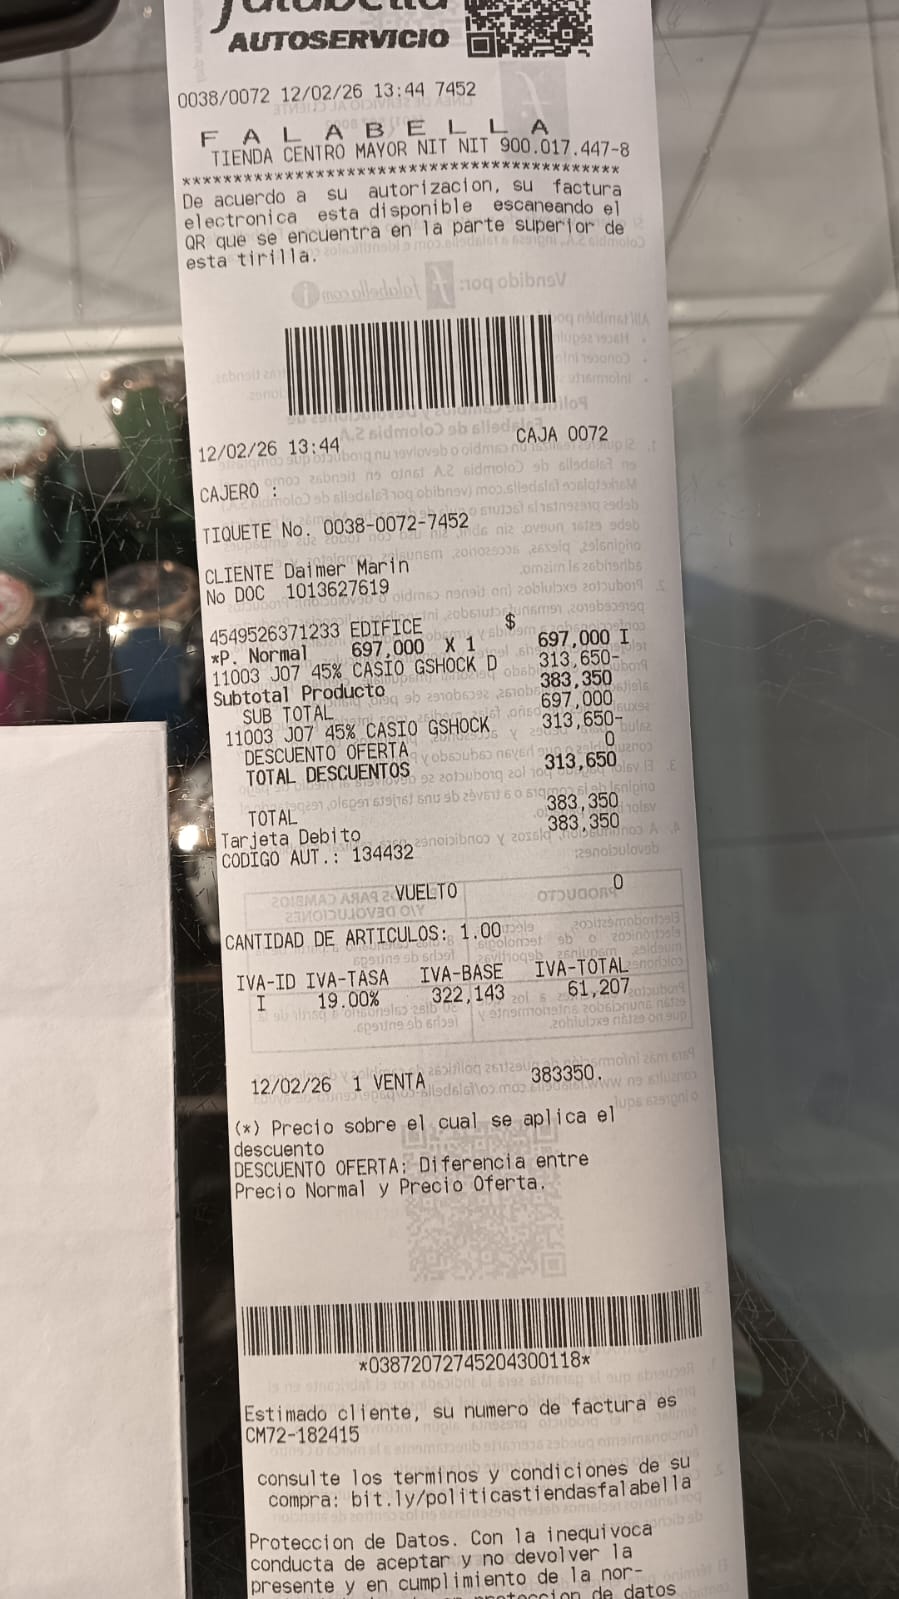 falabella
AUTOSERVICIO
0038/0072 12/02/26 13:44 7452
F A L A B E L L A
TIENDA CENTRO MAYOR NIT NIT 900.017.447-8
******************************************
De acuerdo a su autorizacion, su factura
electronica esta disponible escaneando el
QR que se encuentra en la parte superior de
esta tirilla.
12/02/26 13:44 CAJA 0072
CAJERO :
TIQUETE No. 0038-0072-7452
CLIENTE Daimer Marin
No DOC 1013627619
$
4549526371233 EDIFICE
*P. Normal 697,000 X 1 697,000 I
11003 J07 45% CASIO GSHOCK D 313,650-
Subtotal Producto 383,350
SUB TOTAL 697,000
11003 J07 45% CASIO GSHOCK 313,650-
DESCUENTO OFERTA 0
TOTAL DESCUENTOS 313,650
TOTAL 383,350
Tarjeta Debito 383,350
CODIGO AUT.: 134432
VUELTO 0
CANTIDAD DE ARTICULOS: 1.00
IVA-ID IVA-TASA IVA-BASE IVA-TOTAL
I 19.00% 322,143 61,207
12/02/26 1 VENTA 383350.
(*) Precio sobre el cual se aplica el
descuento
DESCUENTO OFERTA: Diferencia entre
Precio Normal y Precio Oferta.
*03872072745204300118*
Estimado cliente, su numero de factura es
CM72-182415
consulte los terminos y condiciones de su
compra: bit.ly/politicastiendasfalabella
Proteccion de Datos. Con la inequivoca
conducta de aceptar y no devolver la
presente y en cumplimiento de la nor-
proteccion de datos